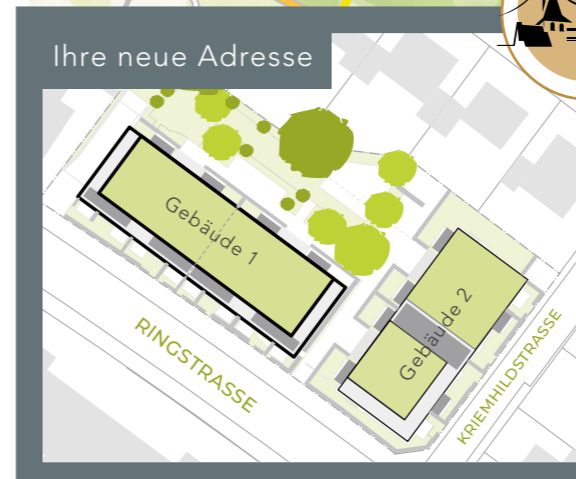 Ihre neue Adresse
Gebäude 1
Gebäude 2
RINGSTRASSE
KRIEMHILDSTRASSE